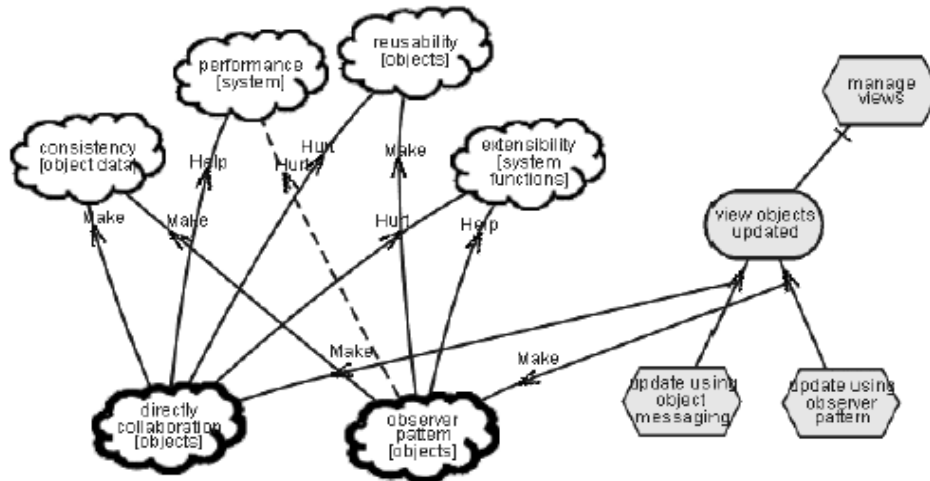 reusability
[objects]
performance
[system]
manage
views
consistency
[object data]
Help
Hurt
Hurt
Make
extensibility
[system
functions]
Make
Make
Hurt
Help
view objects
updated
Make
Make
directly
collaboration
[objects]
observer
pattern
[objects]
update using
object
messaging
update using
observer
pattern